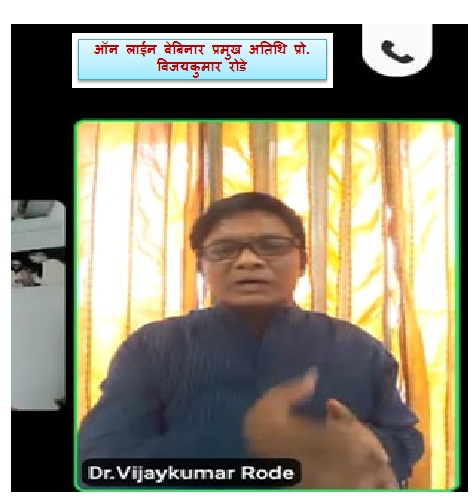 ऑन लाईन वेबिनार प्रमुख अतिथि प्रो.
विजयकुमार रोडे
Dr.Vijaykumar Rode